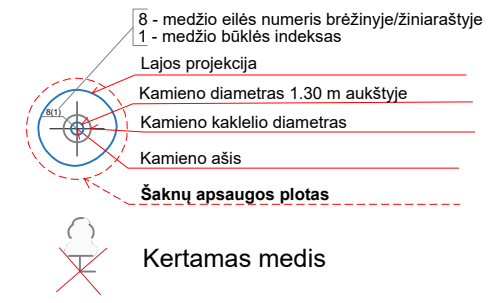 8 - medžio eilės numeris brėžinyje/žiniaraštyje
1 - medžio būklės indeksas
Lajos projekcija
8(1)
Kamieno diametras 1.30 m aukštyje
Kamieno kaklelio diametras
Kamieno ašis
Šaknų apsaugos plotas
Kertamas medis